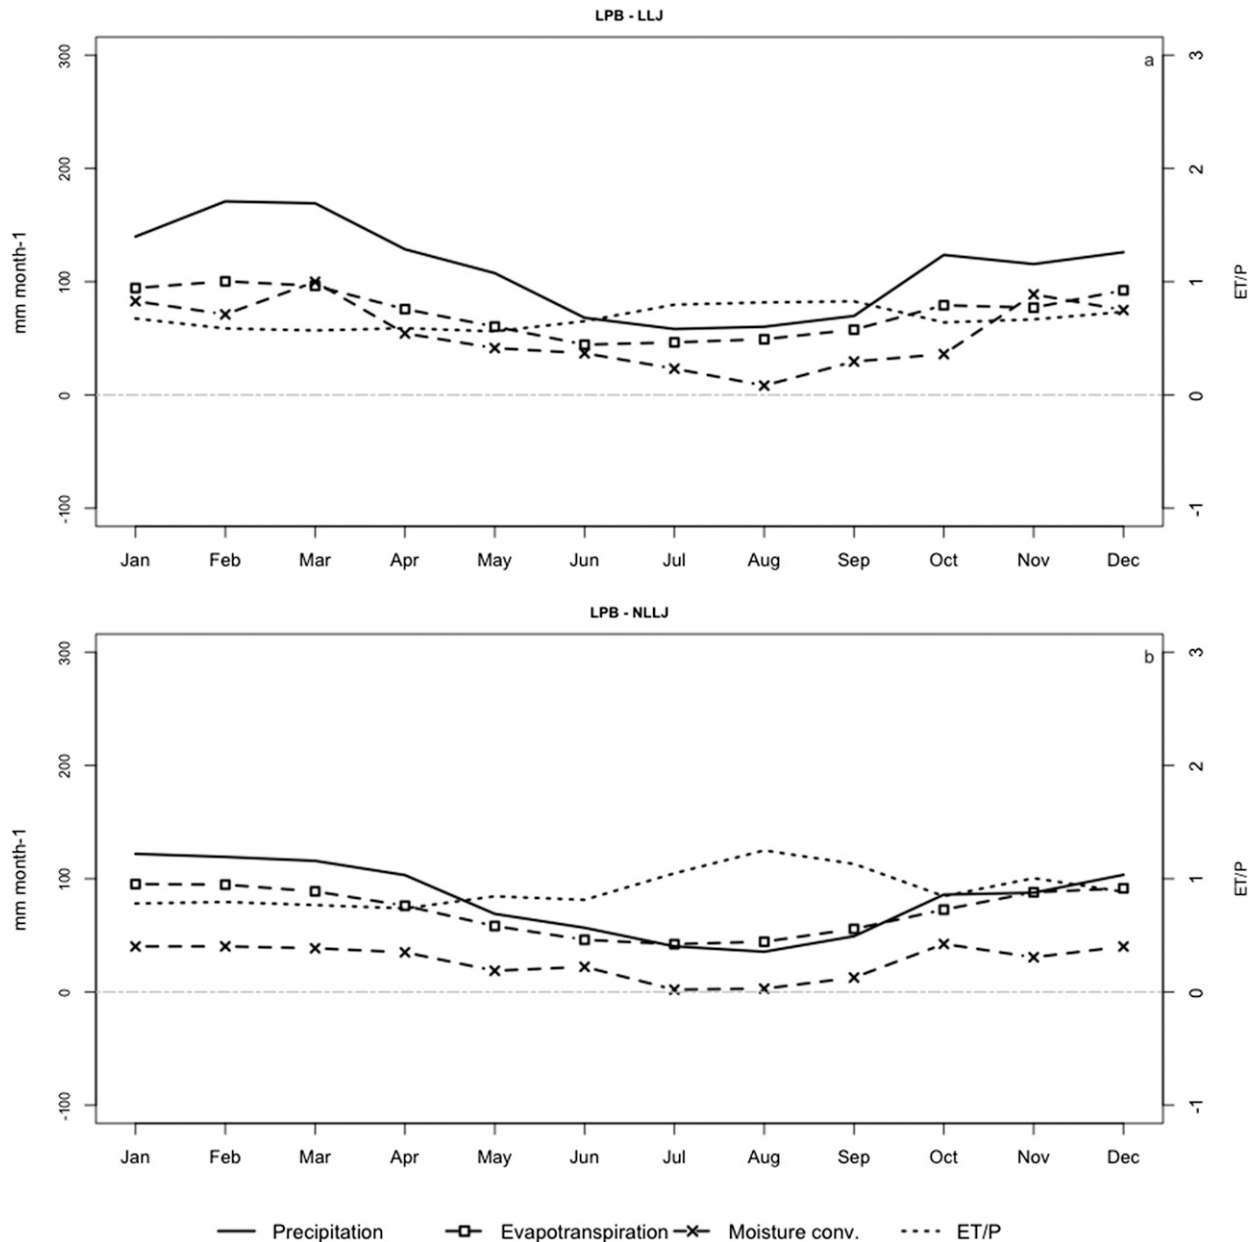 LPB - LLJ
a
300
200
100
0
-100
mm month-1
3
2
1
0
-1
ET/P
Jan Feb Mar Apr May Jun Jul Aug Sep Oct Nov Dec
LPB - NLLJ
b
300
200
100
0
-100
mm month-1
3
2
1
0
-1
ET/P
Jan Feb Mar Apr May Jun Jul Aug Sep Oct Nov Dec
Precipitation Evapotranspiration Moisture conv. ET/P